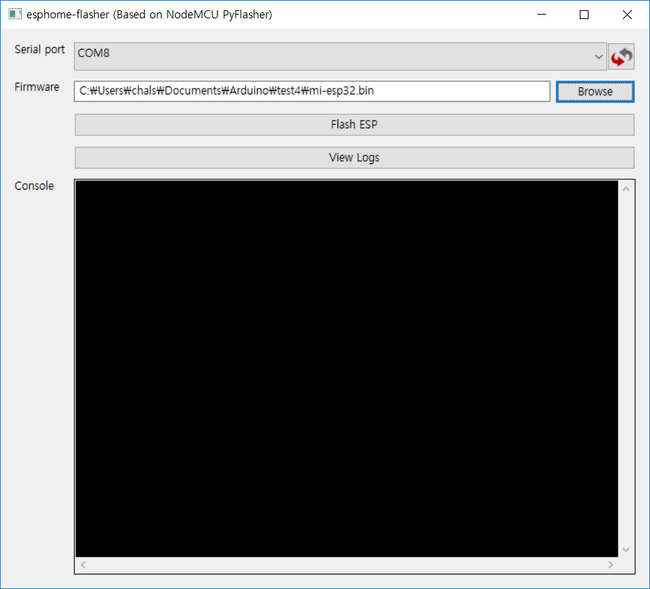 esphome-flasher (Based on NodeMCU PyFlasher)
Serial port
COM8
Firmware
C:₩Users₩chals₩Documents₩Arduino₩test4₩mi-esp32.bin
Browse
Flash ESP
View Logs
Console